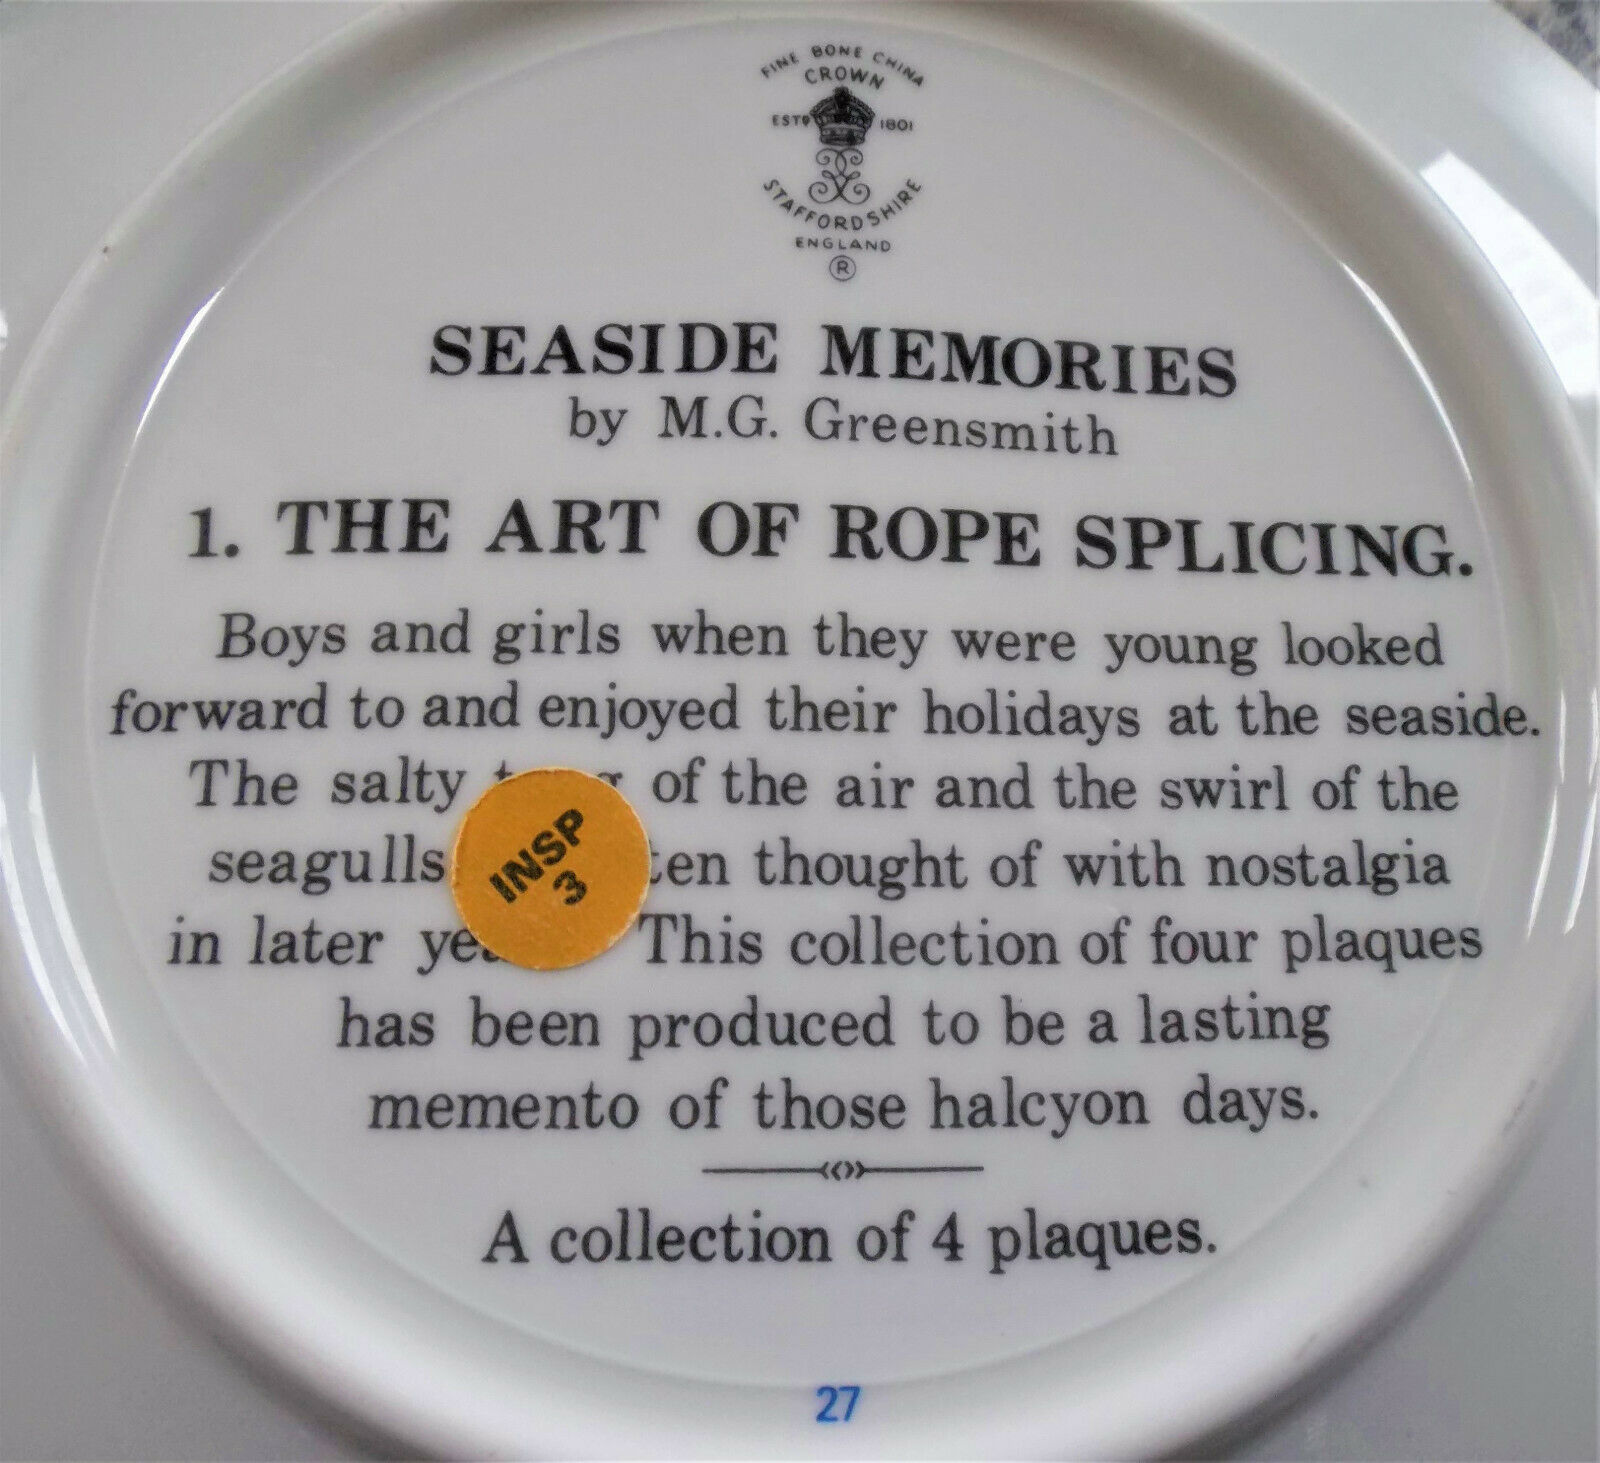 FINE BONE CHINA
CROWN
ESTD 1801
STAFFORDSHIRE
ENGLAND
®
SEASIDE MEMORIES
by M.G. Greensmith
1. THE ART OF ROPE SPLICING.
Boys and girls when they were young looked
forward to and enjoyed their holidays at the seaside.
The salty of the air and the swirl of the
seagulls thought of with nostalgia
in later This collection of four plaques
has been produced to be a lasting
memento of those halcyon days.
A collection of 4 plaques.
INSP
3
27